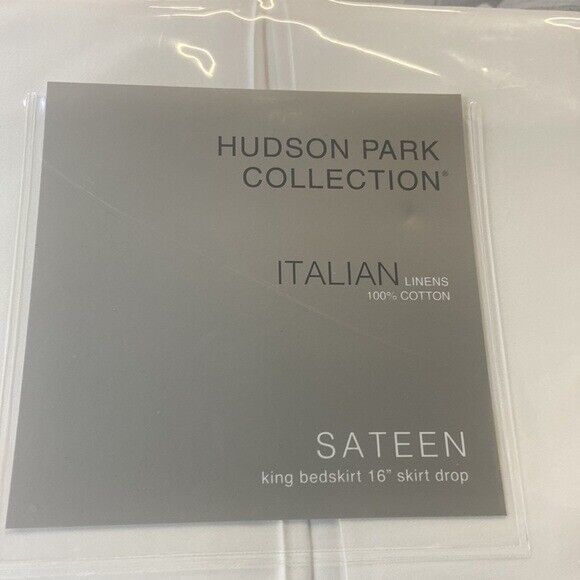 HUDSON PARK
COLLECTION®
ITALIAN LINENS
100% COTTON
SATEEN
king bedskirt 16" skirt drop